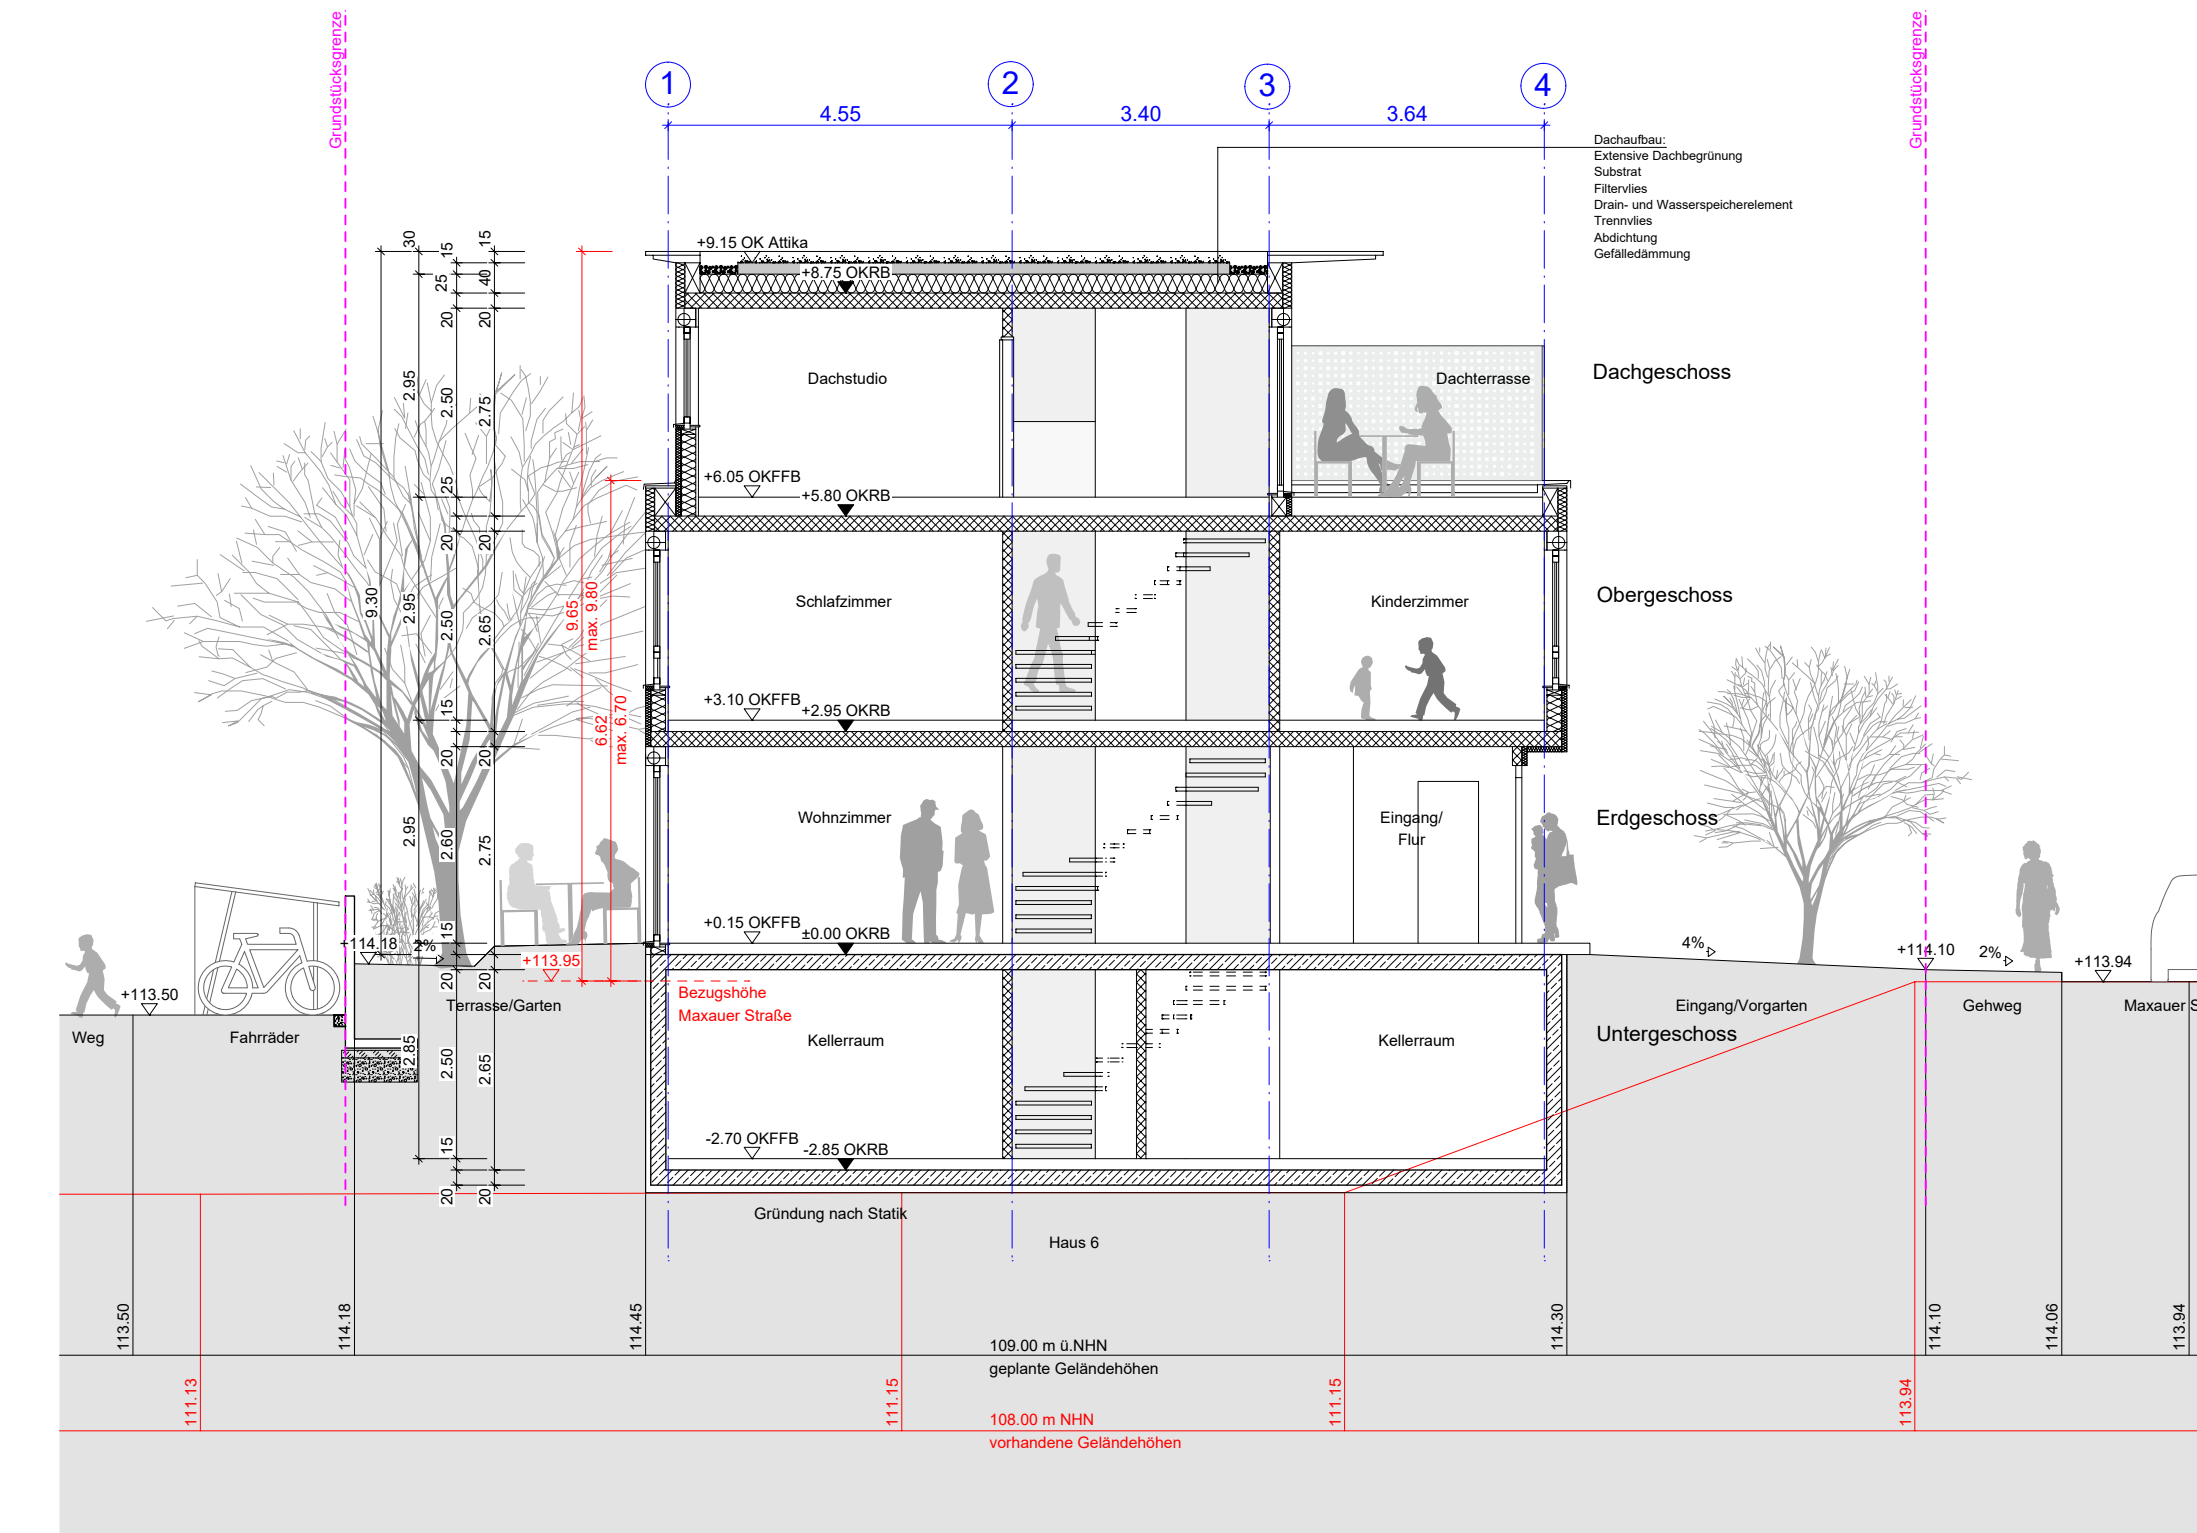 Grundstücksgrenze
Grundstücksgrenze
1
2
3
4
4.55
3.40
3.64
Dachaufbau:
Extensive Dachbegrünung
Substrat
Filtervlies
Drain- und Wasserspeicherelement
Trennvlies
Abdichtung
Gefälledämmung
+9.15 OK Attika
+8.75 OKRB
30
15
15
25
40
20
20
Dachstudio
Dachterrasse
Dachgeschoss
2.95
2.50
2.75
+6.05 OKFFB
+5.80 OKRB
25
20
20
9.30
2.95
2.50
2.65
9.65
max. 9.80
Schlafzimmer
Kinderzimmer
Obergeschoss
+3.10 OKFFB
+2.95 OKRB
15
20
20
6.62
max. 6.70
2.95
2.60
2.75
Wohnzimmer
Eingang/
Flur
Erdgeschoss
+0.15 OKFFB
±0.00 OKRB
15
20
20
+114.18
2%
+113.95
4%
+114.10
2%
+113.94
+113.50
Bezugshöhe
Maxauer Straße
Terrasse/Garten
Eingang/Vorgarten
Gehweg
Maxauer S
Weg
Fahrräder
Kellerraum
Kellerraum
Untergeschoss
2.85
2.50
2.65
-2.70 OKFFB
-2.85 OKRB
15
20
20
Gründung nach Statik
Haus 6
113.50
114.18
114.45
114.30
114.10
114.06
113.94
109.00 m ü.NHN
geplante Geländehöhen
111.13
111.15
111.15
113.94
108.00 m NHN
vorhandene Geländehöhen